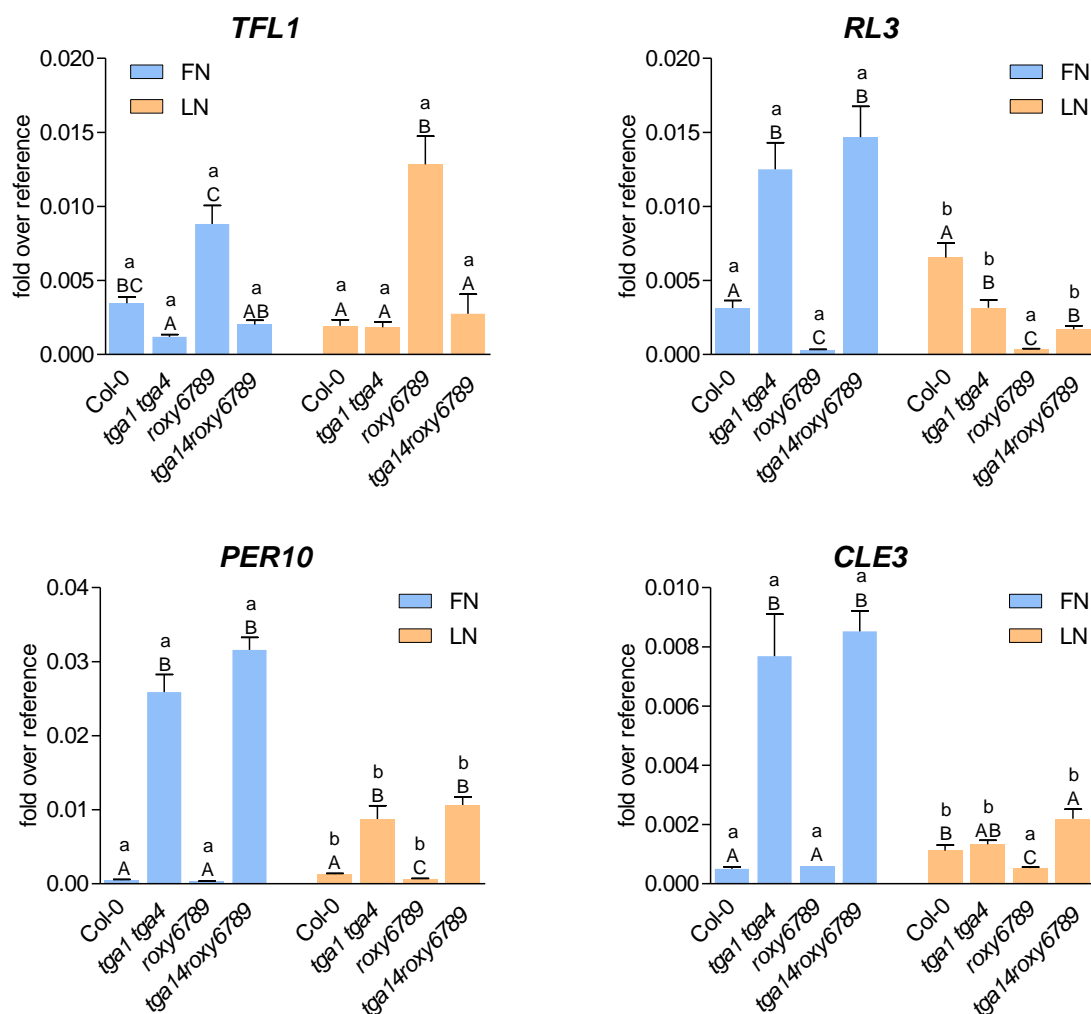 TFL1
fold over reference
0.020
0.015
0.010
0.005
0.000
FN
LN
a
BC
a
A
a
C
a
AB
a
A
a
A
a
B
a
A
Col-0
tga1 tga4
roxy6789
tga14roxy6789
Col-0
tga1 tga4
roxy6789
tga14roxy6789
RL3
fold over reference
0.020
0.015
0.010
0.005
0.000
FN
LN
a
A
a
B
a
C
a
B
b
A
b
B
a
C
b
B
Col-0
tga1 tga4
roxy6789
tga14roxy6789
Col-0
tga1 tga4
roxy6789
tga14roxy6789
PER10
fold over reference
0.04
0.03
0.02
0.01
0.00
FN
LN
a
A
a
B
a
A
a
B
b
A
b
B
b
C
b
B
Col-0
tga1 tga4
roxy6789
tga14roxy6789
Col-0
tga1 tga4
roxy6789
tga14roxy6789
CLE3
fold over reference
0.010
0.008
0.006
0.004
0.002
0.000
FN
LN
a
A
a
B
a
A
a
B
b
B
b
AB
a
C
b
A
Col-0
tga1 tga4
roxy6789
tga14roxy6789
Col-0
tga1 tga4
roxy6789
tga14roxy6789